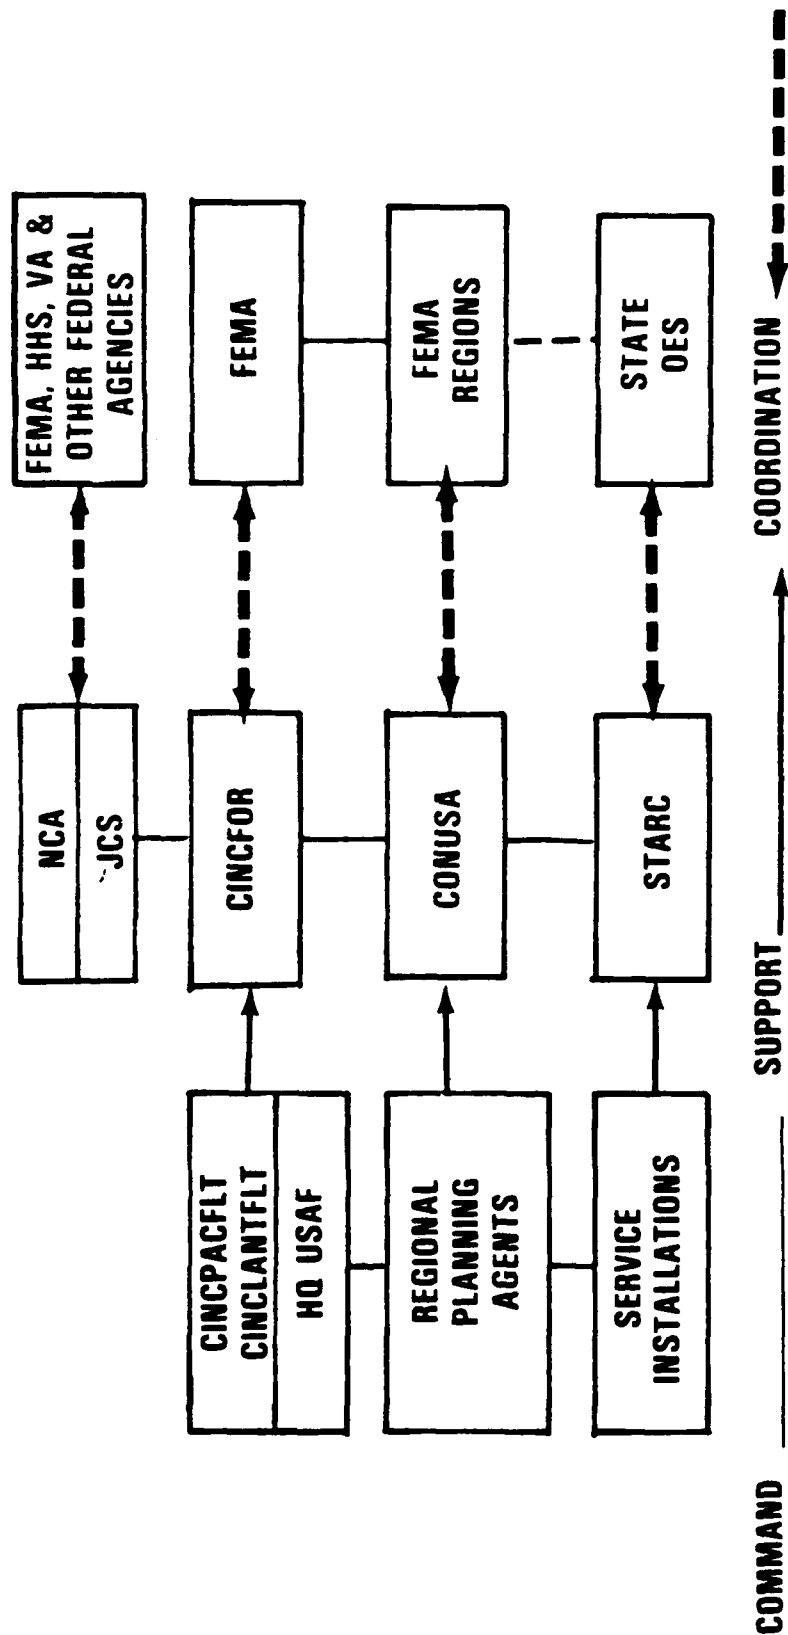 NCA
JCS
FEMA, HHS, VA &
OTHER FEDERAL
AGENCIES
CINCPACFLT
CINCLANTFLT
HQ USAF
CINCFOR
FEMA
REGIONAL
PLANNING
AGENTS
CONUSA
FEMA
REGIONS
SERVICE
INSTALLATIONS
STARC
STATE
OES
COMMAND
SUPPORT
COORDINATION